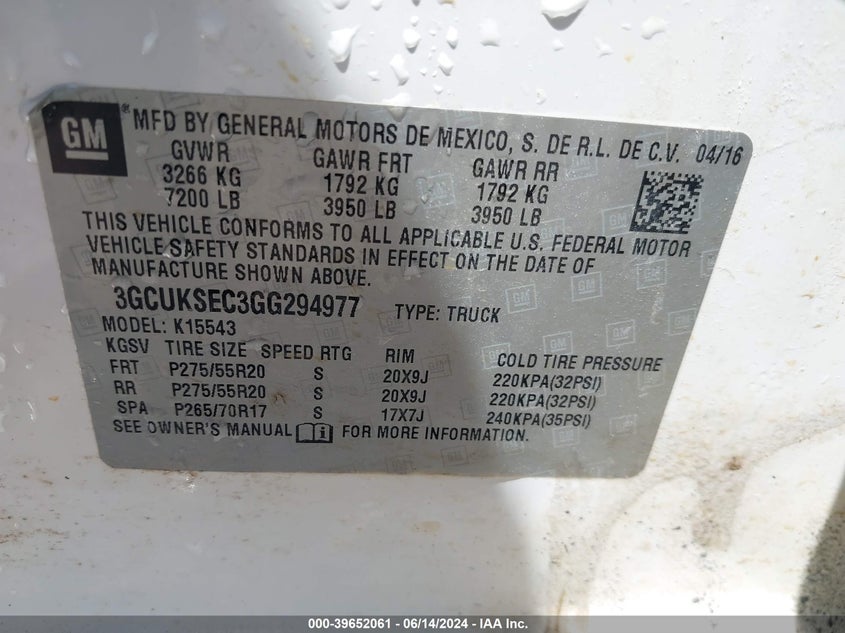 GM ® MFD BY GENERAL MOTORS DE MEXICO, S. DE R.L. DE C.V. 04/16
GVWR GAWR FRT GAWR RR
3266 KG 1792 KG 1792 KG
7200 LB 3950 LB 3950 LB
THIS VEHICLE CONFORMS TO ALL APPLICABLE U.S. FEDERAL MOTOR
VEHICLE SAFETY STANDARDS IN EFFECT ON THE DATE OF
MANUFACTURE SHOWN ABOVE.
3GCUKSEC3GG294977 TYPE: TRUCK
MODEL: K15543
KGSV TIRE SIZE SPEED RTG RIM COLD TIRE PRESSURE
FRT P275/55R20 S 20X9J 220KPA(32PSI)
RR P275/55R20 S 20X9J 220KPA(32PSI)
SPA P265/70R17 S 17X7J 240KPA(35PSI)
SEE OWNER'S MANUAL FOR MORE INFORMATION.
000-39652061 - 06/14/2024 - IAA Inc.